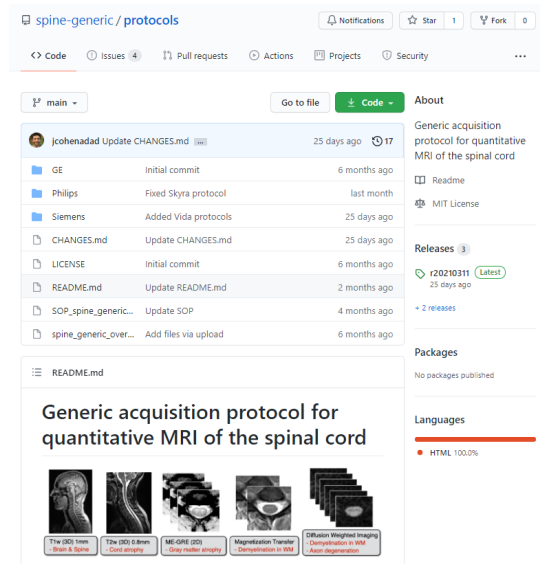 spine-generic / protocols
Notifications
Star 1
Fork 0
Code
Issues 4
Pull requests
Actions
Projects
Security
...
main
Go to file
Code
jcohenadad Update CHANGES.md ... 25 days ago 17
GE Initial commit 6 months ago
Philips Fixed Skyra protocol last month
Siemens Added Vida protocols 25 days ago
CHANGES.md Update CHANGES.md 25 days ago
LICENSE Initial commit 6 months ago
README.md Update README.md 2 months ago
SOP_spine_generic... Update SOP 4 months ago
spine_generic_over... Add files via upload 6 months ago
README.md
Generic acquisition protocol for
quantitative MRI of the spinal cord
T1w (3D) 1mm
- Brain & Spine
T2w (3D) 0.8mm
- Cord atrophy
ME-GRE (2D)
- Gray matter atrophy
Magnetization Transfer
- Demyelination in WM
Diffusion Weighted Imaging
- Demyelination in WM
- Axon degeneration
About
Generic acquisition
protocol for quantitative
MRI of the spinal cord
Readme
MIT License
Releases 3
r20210311 Latest
25 days ago
+ 2 releases
Packages
No packages published
Languages
HTML 100.0%